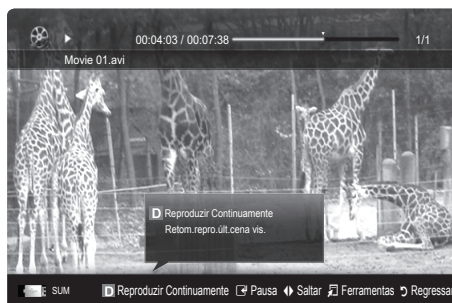 00:04:03 / 00:07:38 1/1
Movie 01.avi
D Reproduzir Continuamente
Retom.repro.últ.cena vis.
SUM D Reproduzir Continuamente Pausa Saltar Ferramentas Regressar